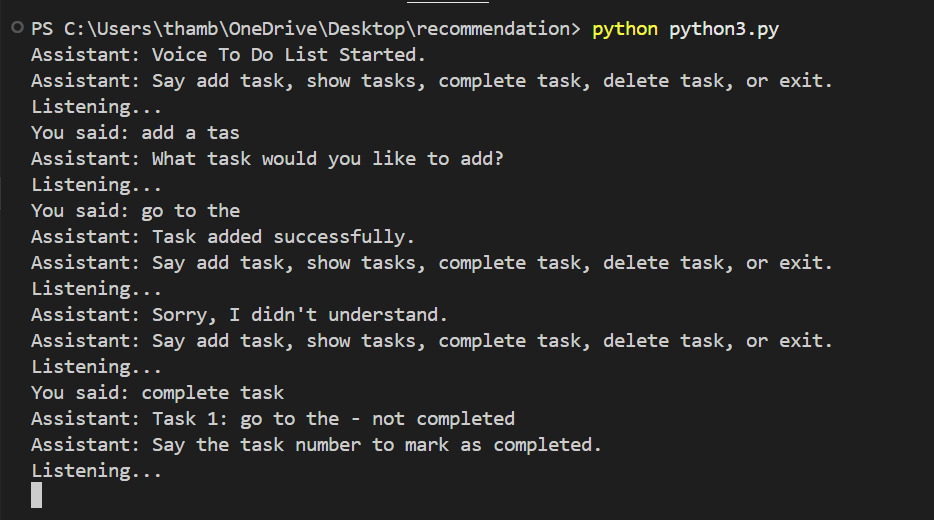 PS C:\Users\thamb\OneDrive\Desktop\recommendation> python python3.py
Assistant: Voice To Do List Started.
Assistant: Say add task, show tasks, complete task, delete task, or exit.
Listening...
You said: add a tas
Assistant: What task would you like to add?
Listening...
You said: go to the
Assistant: Task added successfully.
Assistant: Say add task, show tasks, complete task, delete task, or exit.
Listening...
Assistant: Sorry, I didn't understand.
Assistant: Say add task, show tasks, complete task, delete task, or exit.
Listening...
You said: complete task
Assistant: Task 1: go to the - not completed
Assistant: Say the task number to mark as completed.
Listening...